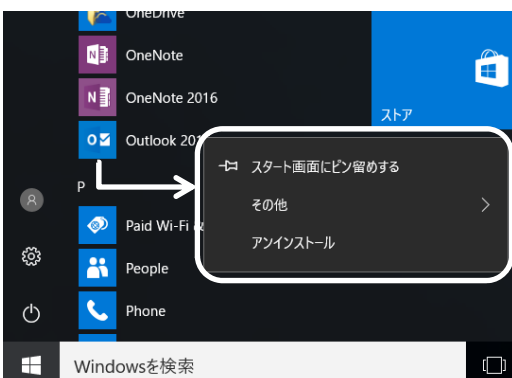 OneDrive
OneNote
OneNote 2016
ストア
Outlook 201
スタート画面にピン留めする
その他
P
アンインストール
Paid Wi-Fi &
People
Phone
Windowsを検索